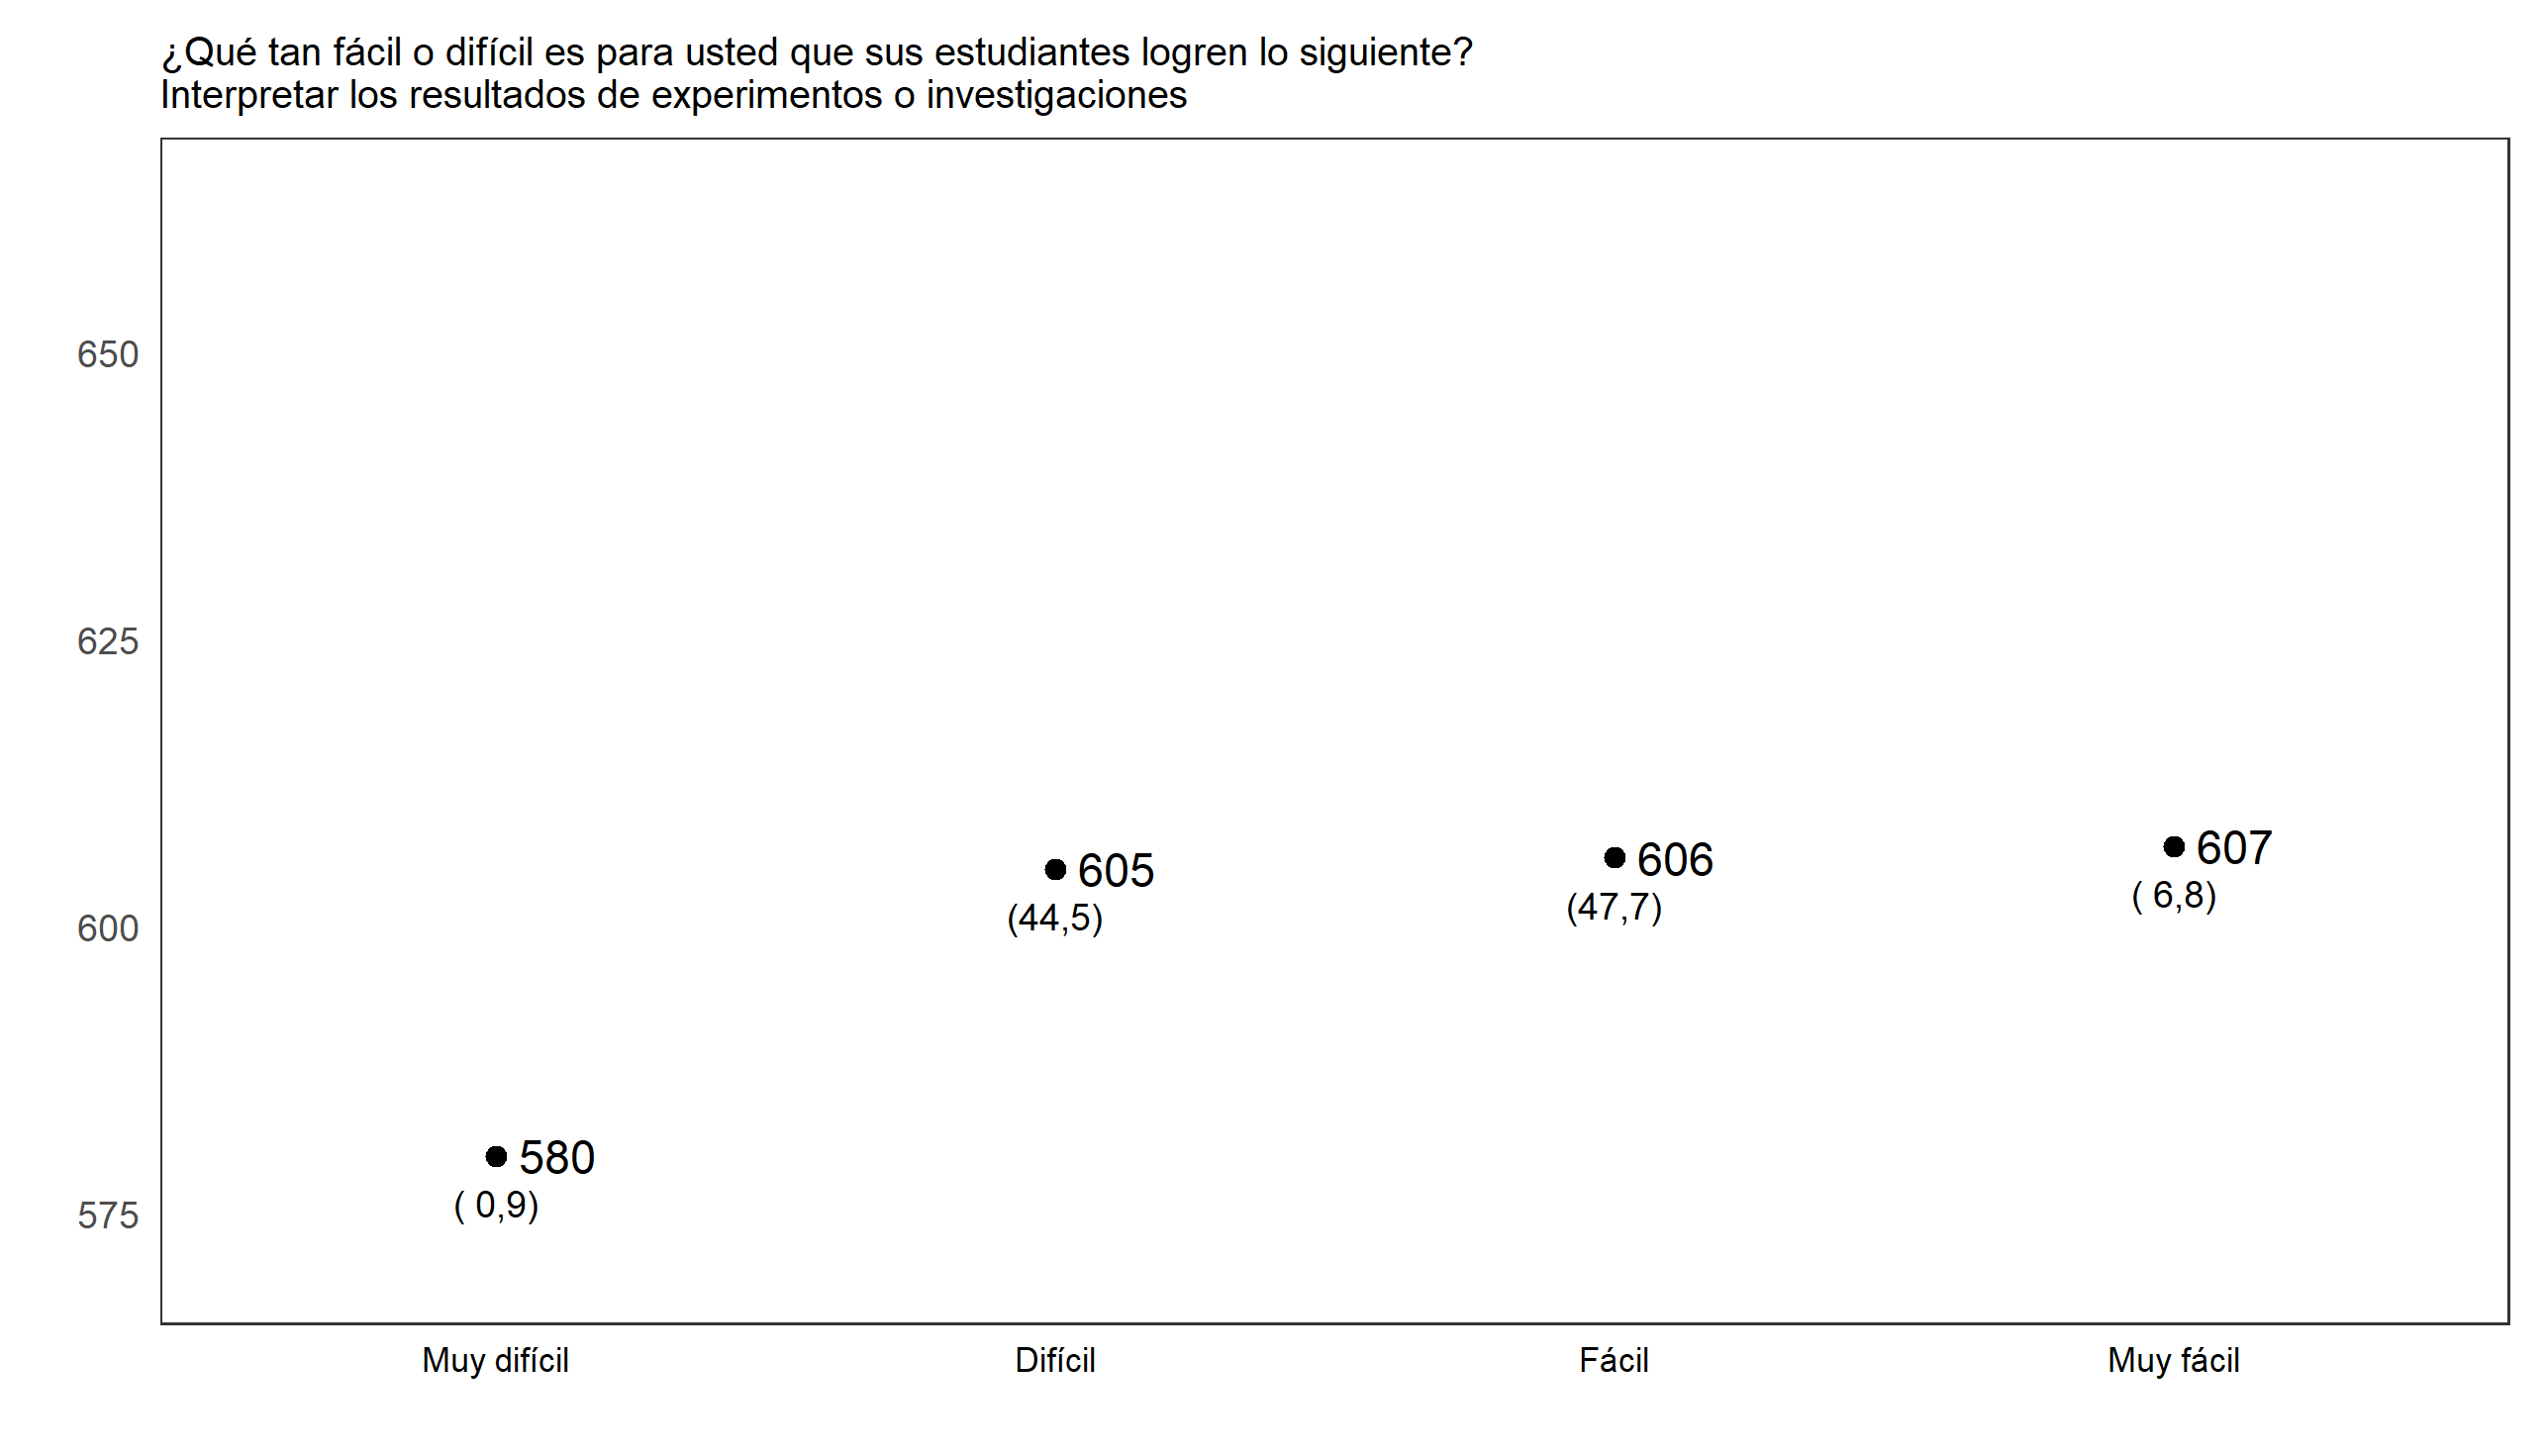 ¿Qué tan fácil o difícil es para usted que sus estudiantes logren lo siguiente?
Interpretar los resultados de experimentos o investigaciones
650
625
607
606
605
( 6,8)
(47,7)
(44,5)
600
580
( 0,9)
575
Muy difícil
Difícil
Fácil
Muy fácil